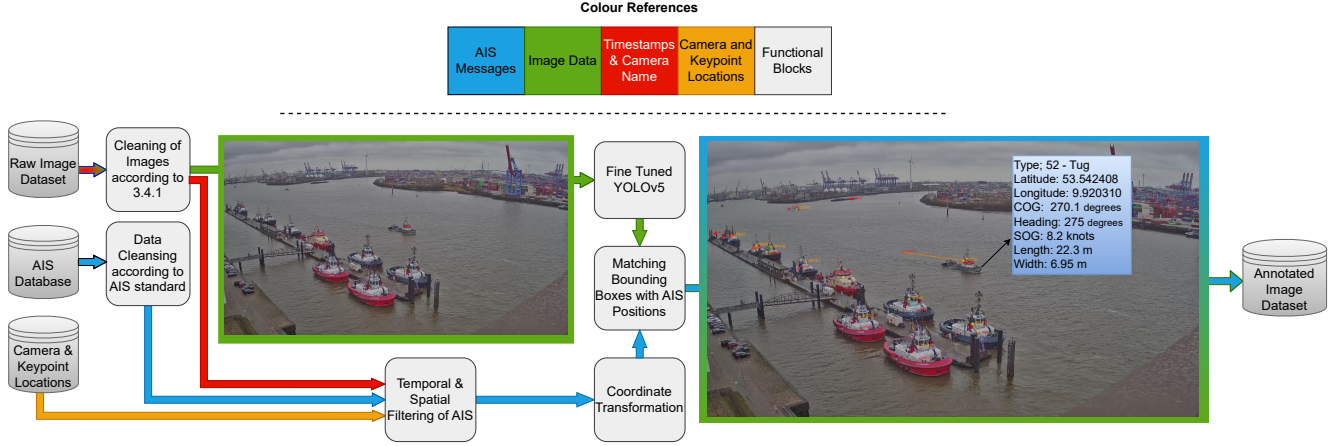 Colour References
AIS
Messages
Image Data
Timestamps
& Camera
Name
Camera and
Keypoint
Locations
Functional
Blocks
Raw Image
Dataset
Cleaning of
Images
according to
3.4.1
AIS
Database
Data
Cleansing
according to
AIS standard
Camera &
Keypoint
Locations
Temporal &
Spatial
Filtering of AIS
Fine Tuned
YOLOv5
Matching
Bounding
Boxes with AIS
Positions
Coordinate
Transformation
Type; 52 - Tug
Latitude: 53.542408
Longitude: 9.920310
COG: 270.1 degrees
Heading: 275 degrees
SOG: 8.2 knots
Length: 22.3 m
Width: 6.95 m
Annotated
Image
Dataset